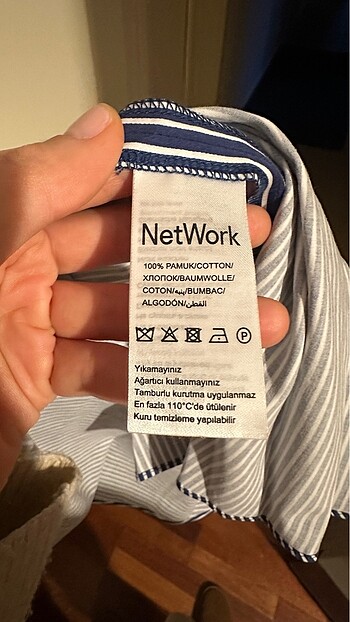 NetWork
100% PAMUK/COTTON/
ХЛОПОК/BAUMWOLLE/
COTON/پنبه/BUMBAC/
ALGODÓN/القطن
P
Yıkamayınız
Ağartıcı kullanmayınız
Tamburlu kurutma uygulanmaz
En fazla 110°C'de ütülenir
Kuru temizleme yapılabilir